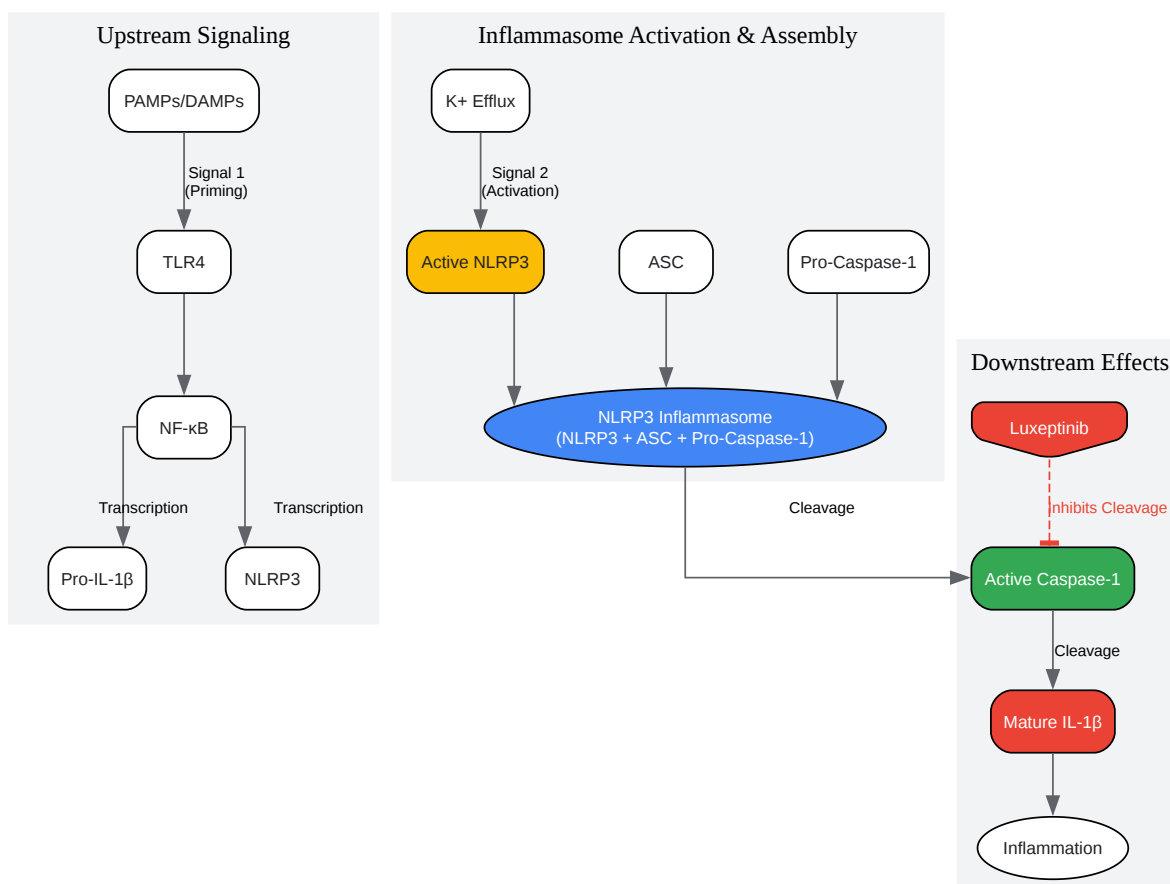 Upstream Signaling
PAMPs/DAMPs
Signal 1
(Priming)
TLR4
NF-κB
Transcription
Transcription
Pro-IL-1β
NLRP3
Inflammasome Activation & Assembly
K+ Efflux
Signal 2
(Activation)
Active NLRP3
ASC
Pro-Caspase-1
NLRP3 Inflammasome
(NLRP3 + ASC + Pro-Caspase-1)
Cleavage
Downstream Effects
Luxeptinib
Inhibits Cleavage
Active Caspase-1
Cleavage
Mature IL-1β
Inflammation